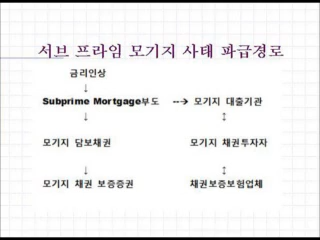 서브 프라임 모기지 사태 파급경로
금리인상
↓
Subprime Mortgage부도 --> 모기지 대출기관
↓ ↕
모기지 담보채권 모기지 채권투자자
↓ ↕
모기지 채권 보증증권 채권보증보험업체